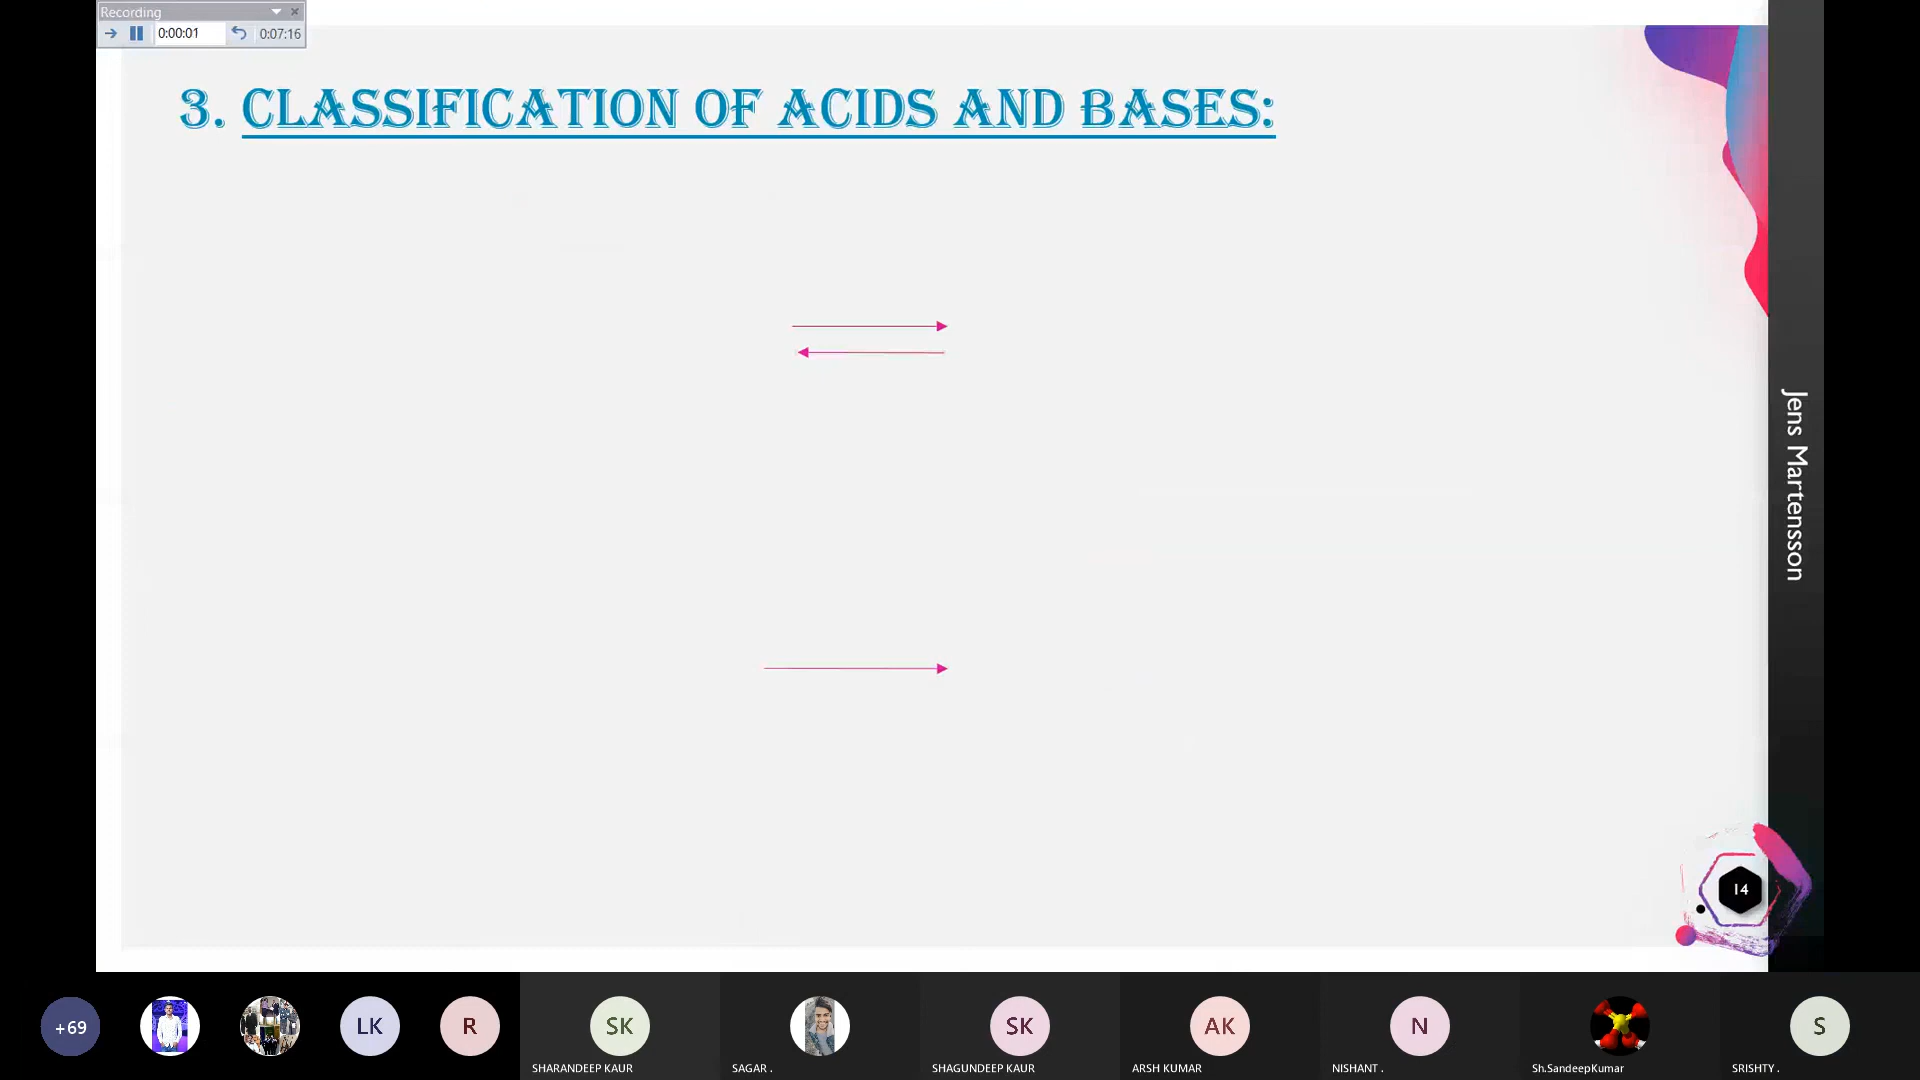 Recording
0:00:01 0:07:16
3. CLASSIFICATION OF ACIDS AND BASES:
Jens Martensson
14
+69
LK
R
SK
SK
AK
N
S
SHARANDEEP KAUR
SAGAR .
SHAGUNDEEP KAUR
ARSH KUMAR
NISHANT .
Sh.SandeepKumar
SRISHTY .